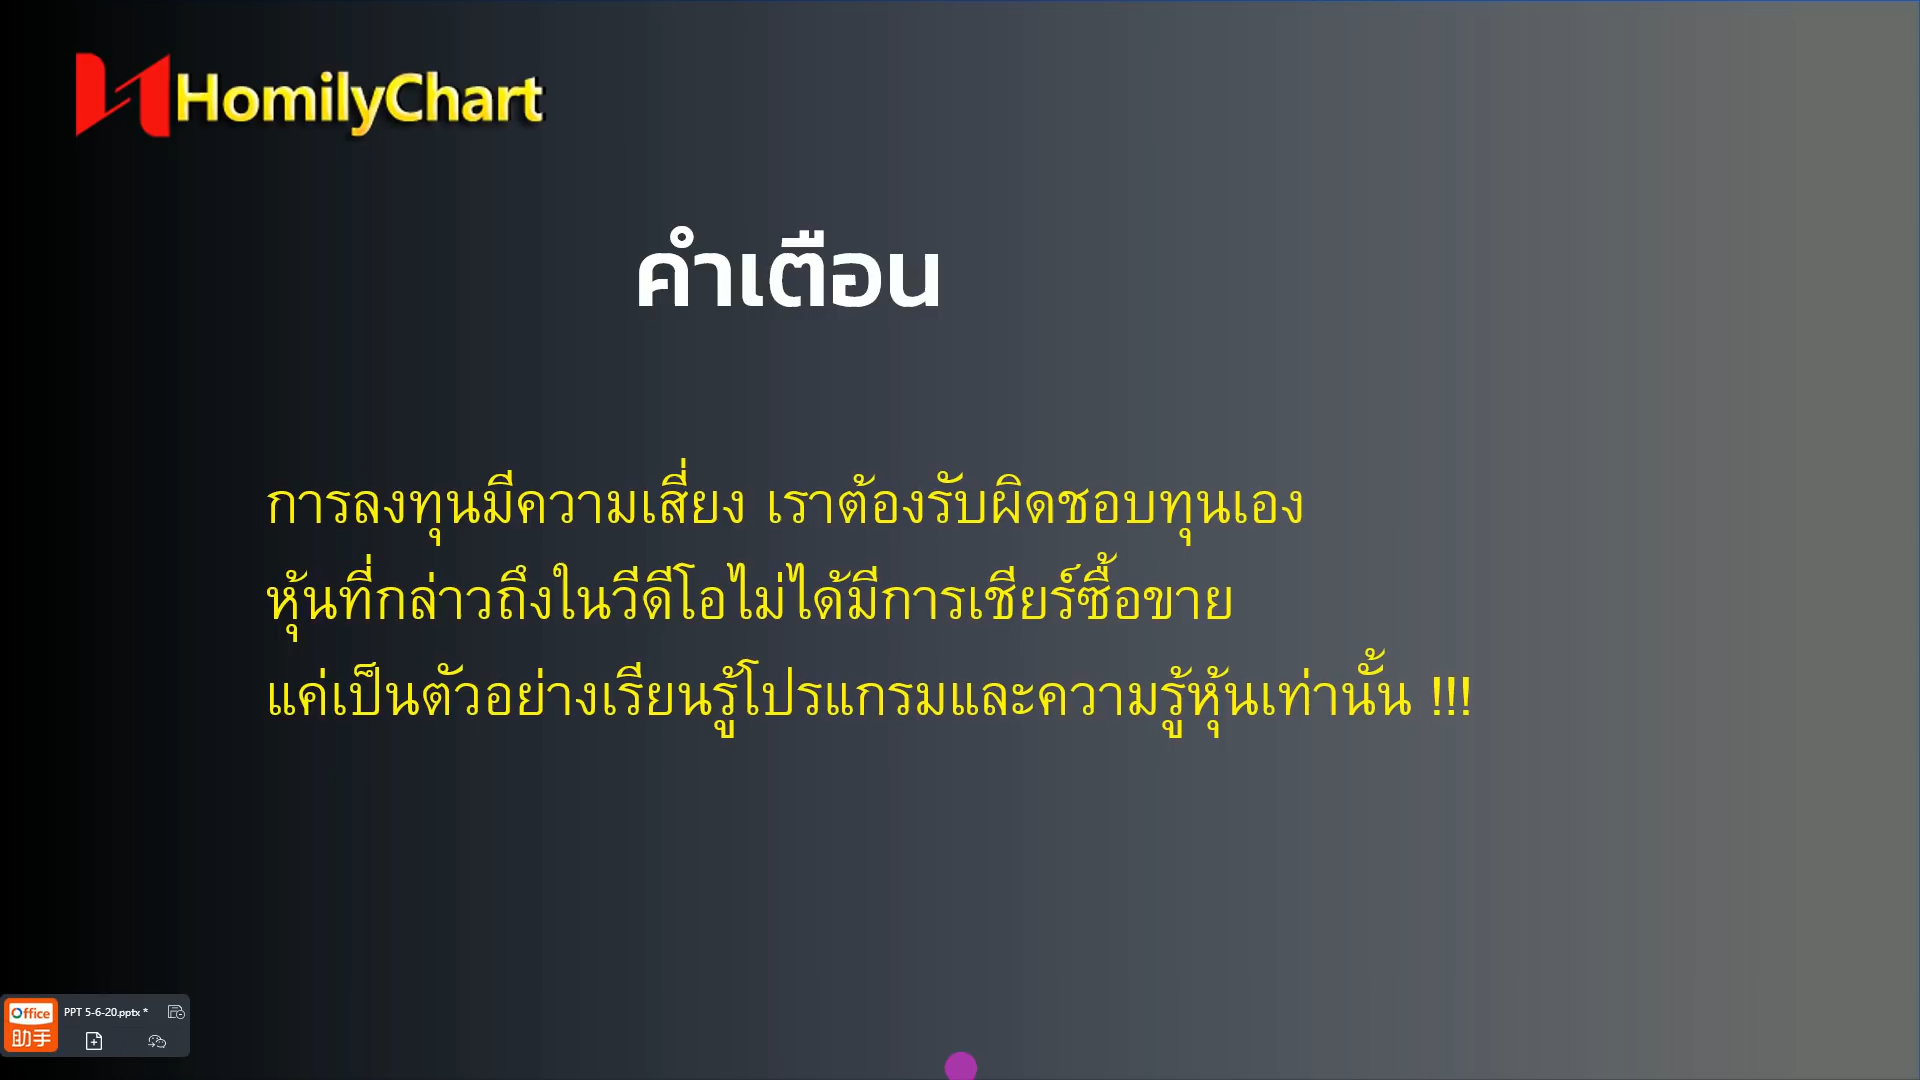 HomilyChart
คำเตือน
การลงทุนมีความเสี่ยง เราต้องรับผิดชอบทุนเอง
หุ้นที่กล่าวถึงในวีดีโอไม่ได้มีการเชียร์ซื้อขาย
แค่เป็นตัวอย่างเรียนรู้โปรแกรมและความรู้หุ้นเท่านั้น !!!
Office PPT 5-6-20.pptx *
助手